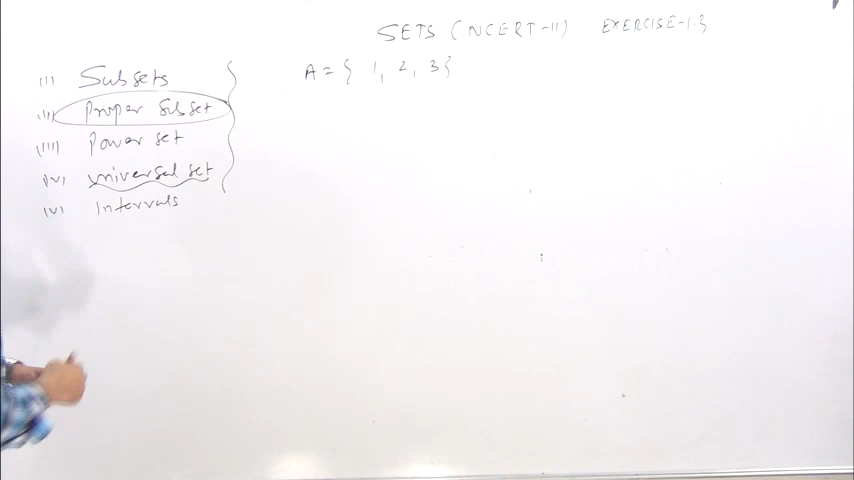 SETS (NCERT-11) EXERCISE-1.3
A = { 1, 2, 3 }
(i) Subsets
(ii) Proper Subset
(iii) Power set
(iv) universal set
(v) Intervals